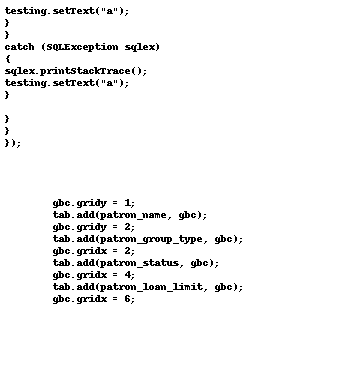 testing.setText("a");
}
}
catch (SQLException sqlex)
{
sqlex.printStackTrace();
testing.setText("a");
}
}
}
});
gbc.gridy = 1;
tab.add(patron_name, gbc);
gbc.gridy = 2;
tab.add(patron_group_type, gbc);
gbc.gridx = 2;
tab.add(patron_status, gbc);
gbc.gridx = 4;
tab.add(patron_loan_limit, gbc);
gbc.gridx = 6;